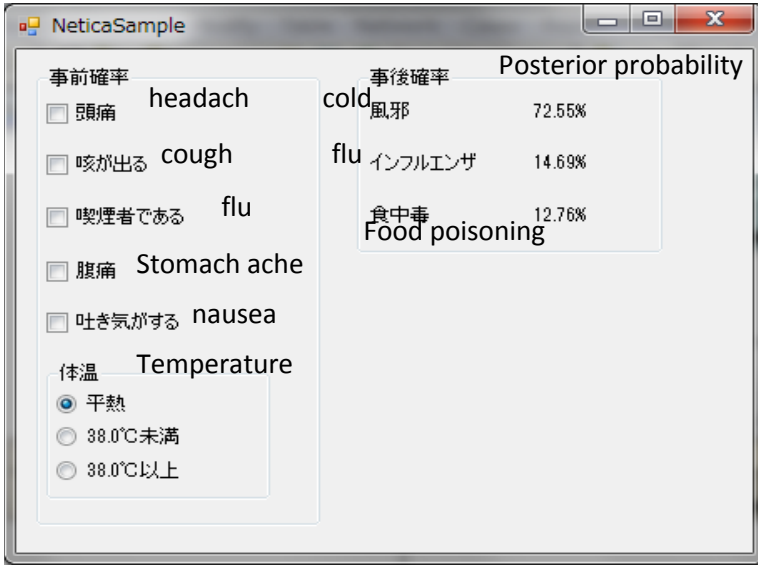 NeticaSample
事前確率
頭痛 headach
咳が出る cough
喫煙者である flu
腹痛 Stomach ache
吐き気がする nausea
体温 Temperature
平熱
38.0℃未満
38.0℃以上
事後確率 Posterior probability
cold 風邪 72.55%
flu インフルエンザ 14.69%
食中毒 12.76%
Food poisoning